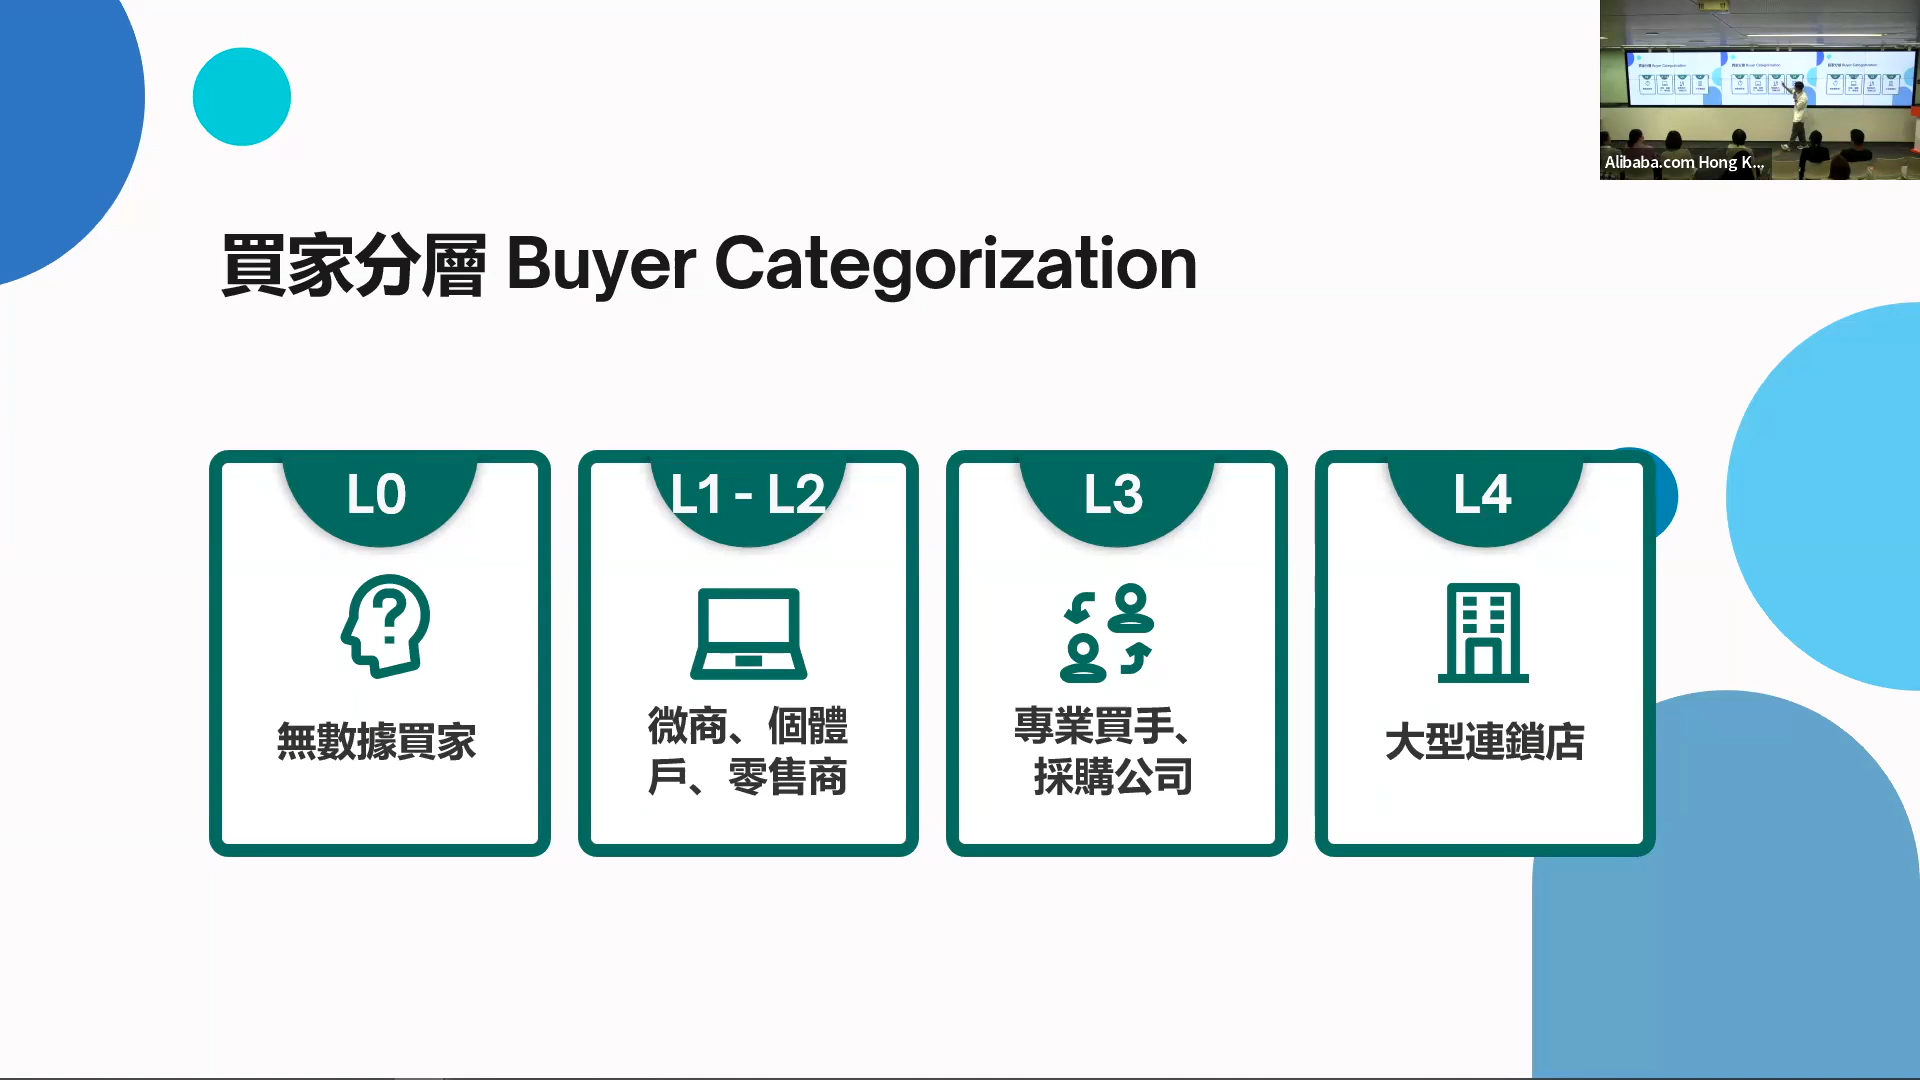 Alibaba.com Hong K...
買家分層 Buyer Categorization
L0
無數據買家
L1 - L2
微商、個體
戶、零售商
L3
專業買手、
採購公司
L4
大型連鎖店